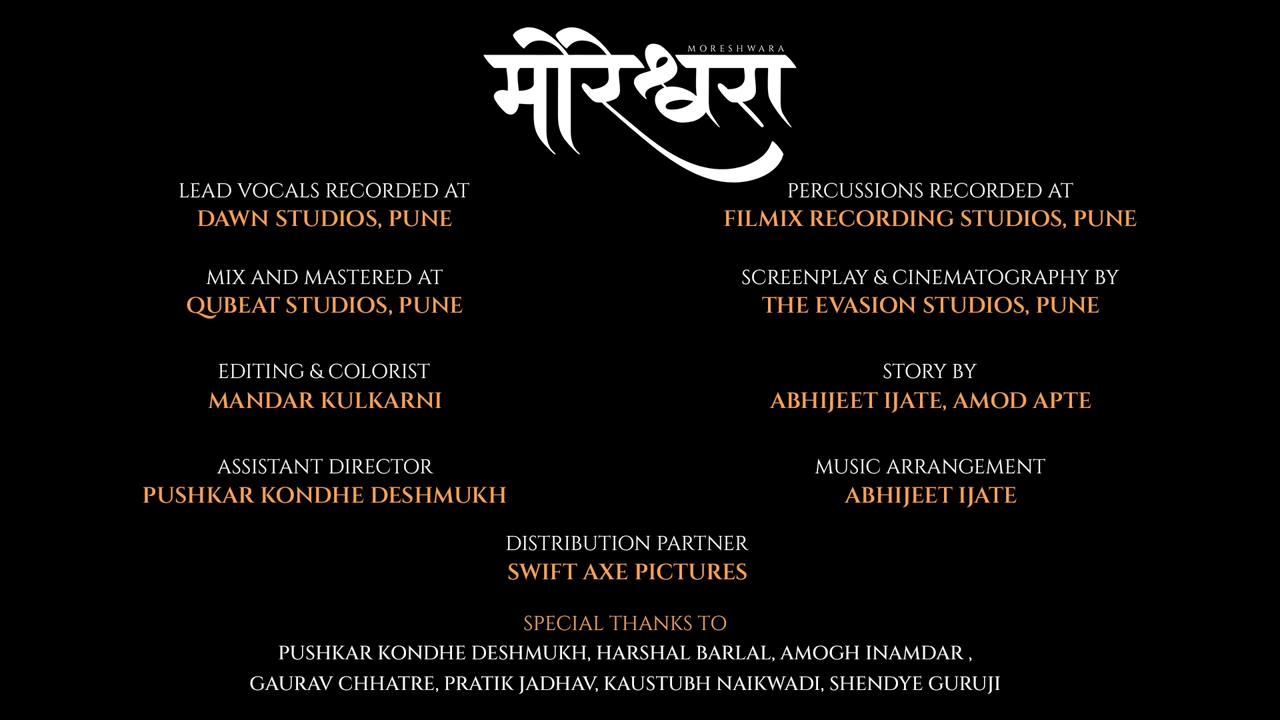 मोरेश्वरा
MORESHWARA
LEAD VOCALS RECORDED AT
DAWN STUDIOS, PUNE
PERCUSSIONS RECORDED AT
FILMIX RECORDING STUDIOS, PUNE
MIX AND MASTERED AT
QUBEAT STUDIOS, PUNE
SCREENPLAY & CINEMATOGRAPHY BY
THE EVASION STUDIOS, PUNE
EDITING & COLORIST
MANDAR KULKARNI
STORY BY
ABHIJEET IJATE, AMOD APTE
ASSISTANT DIRECTOR
PUSHKAR KONDHE DESHMUKH
MUSIC ARRANGEMENT
ABHIJEET IJATE
DISTRIBUTION PARTNER
SWIFT AXE PICTURES
SPECIAL THANKS TO
PUSHKAR KONDHE DESHMUKH, HARSHAL BARLAL, AMOGH INAMDAR ,
GAURAV CHHATRE, PRATIK JADHAV, KAUSTUBH NAIKWADI, SHENDYE GURUJI